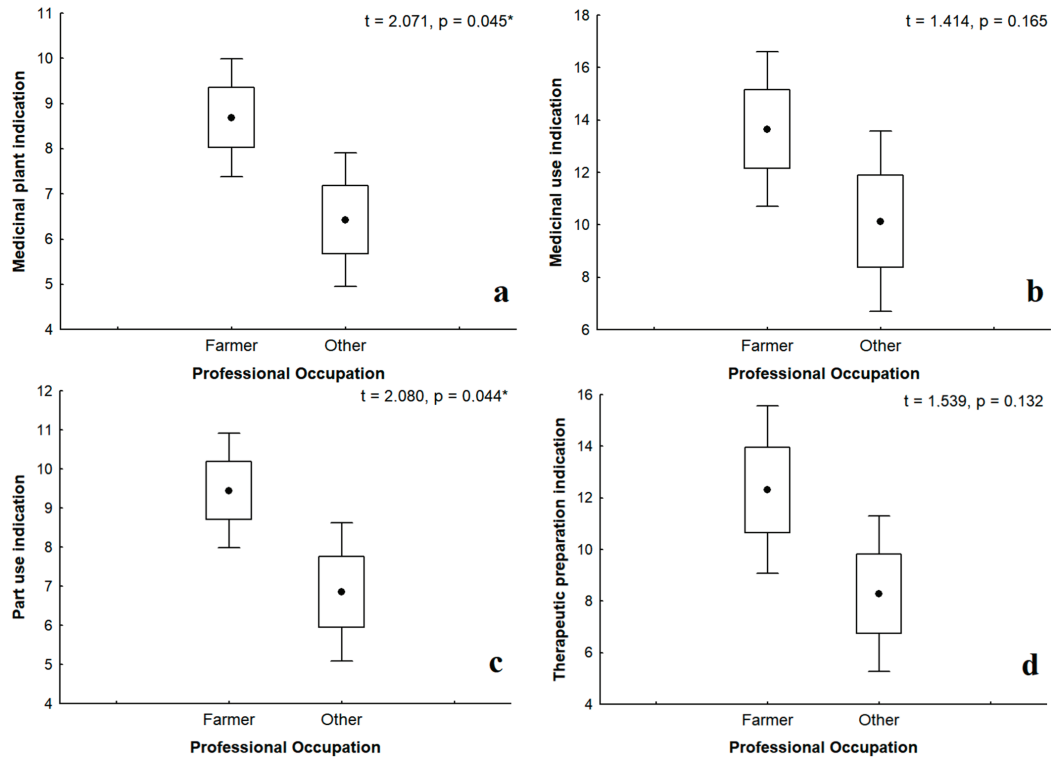 t = 2.071, p = 0.045*
Medicinal plant indication
11
10
9
8
7
6
5
4
a
Farmer
Other
Professional Occupation
t = 1.414, p = 0.165
Medicinal use indication
18
16
14
12
10
8
6
b
Farmer
Other
Professional Occupation
t = 2.080, p = 0.044*
Part use indication
12
11
10
9
8
7
6
5
4
c
Farmer
Other
Professional Occupation
t = 1.539, p = 0.132
Therapeutic preparation indication
16
14
12
10
8
6
4
d
Farmer
Other
Professional Occupation